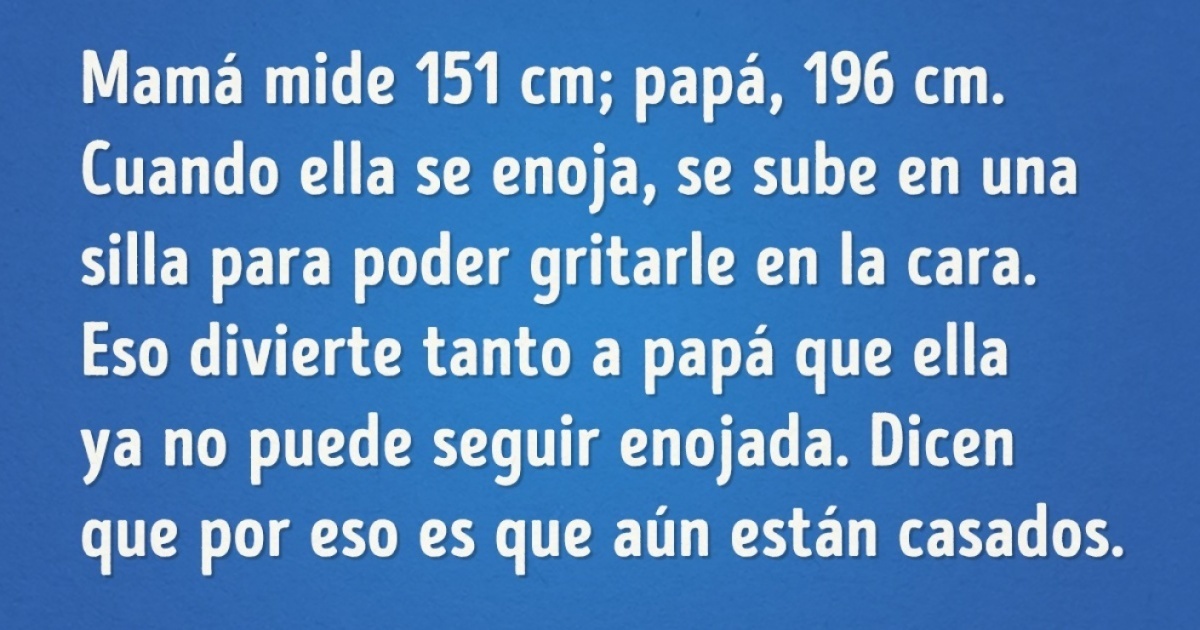 Mamá mide 151 cm; papá, 196 cm.
Cuando ella se enoja, se sube en una
silla para poder gritarle en la cara.
Eso divierte tanto a papá que ella
ya no puede seguir enojada. Dicen
que por eso es que aún están casados.